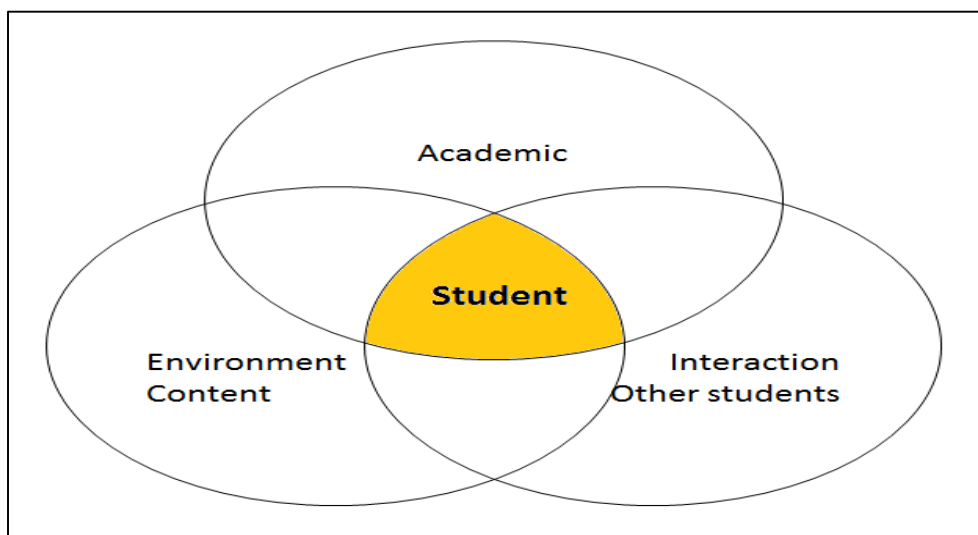 Academic
Student
Environment
Content
Interaction
Other students